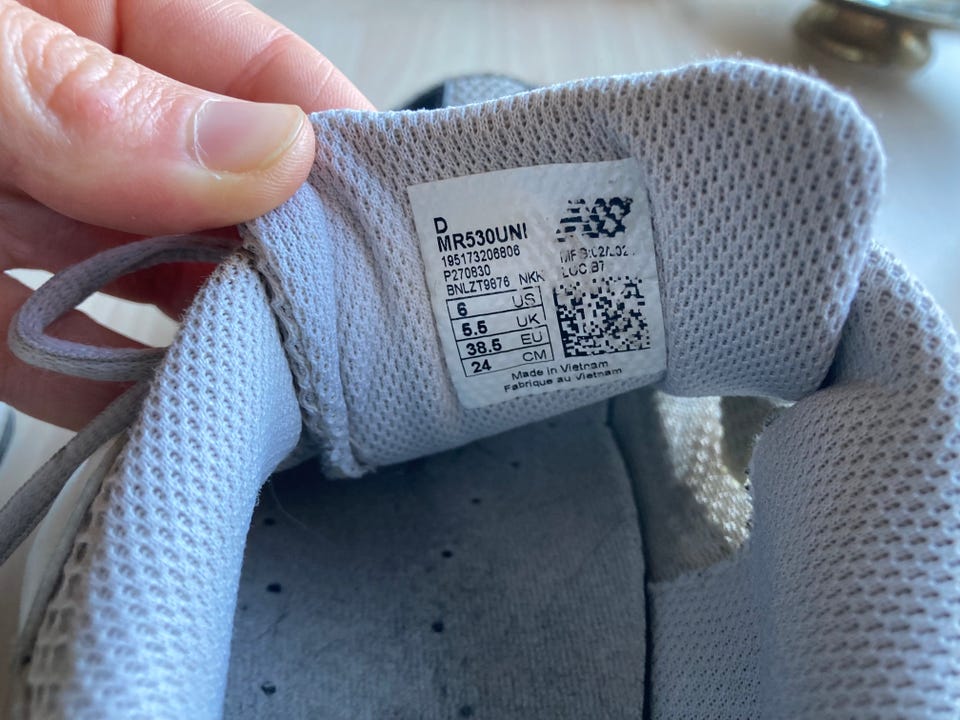 D
MR530UNI
195173206806
P270830
BNLZT9876 NKK
6 US
5.5 UK
38.5 EU
24 CM
Made in Vietnam
Fabrique au Vietnam